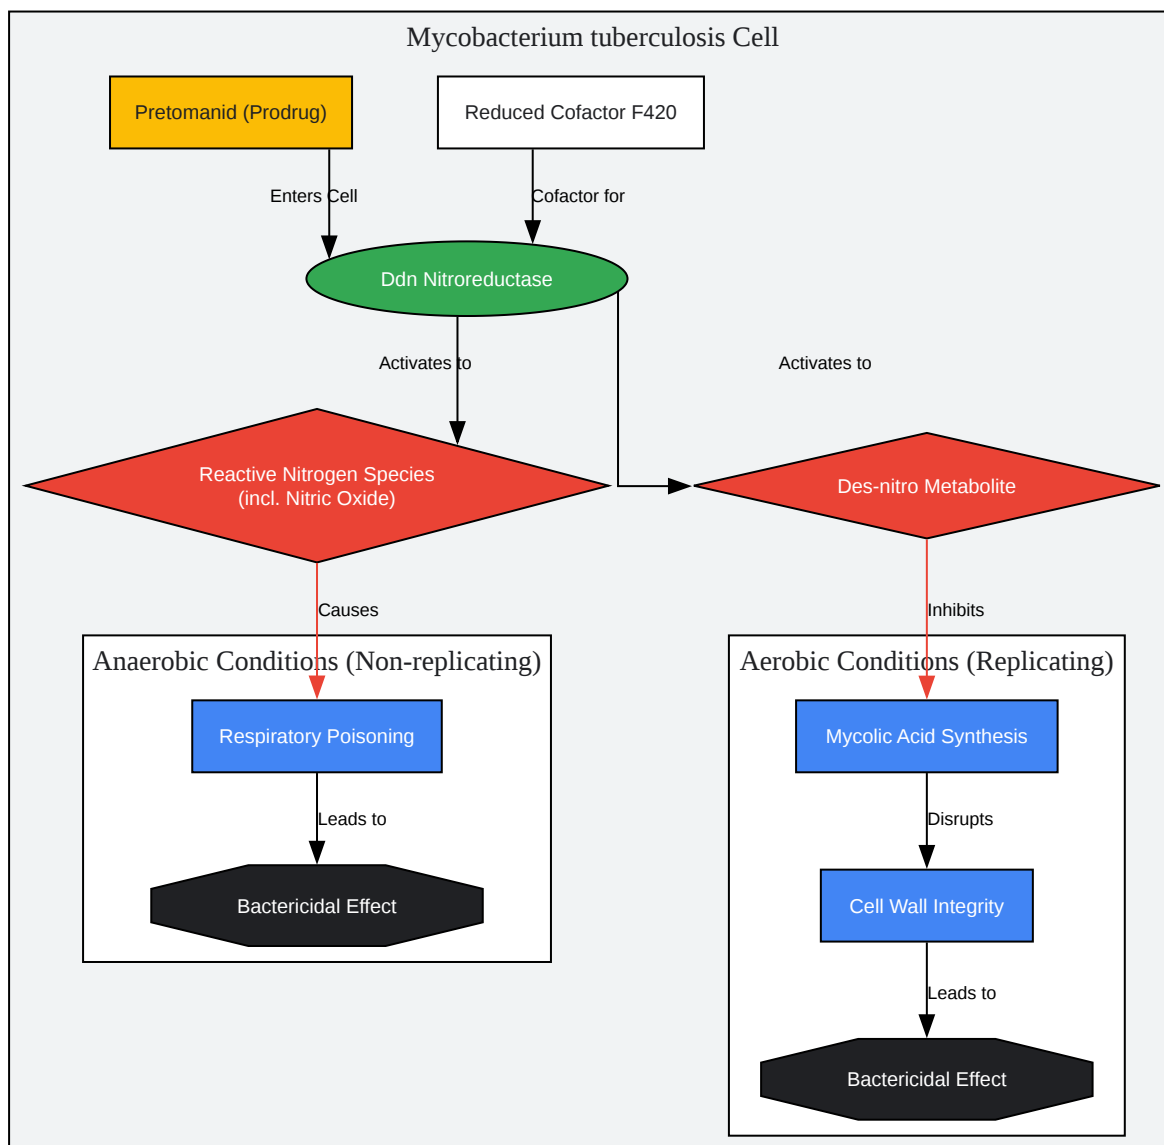 Mycobacterium tuberculosis Cell
Pretomanid (Prodrug)
Reduced Cofactor F420
Enters Cell
Cofactor for
Ddn Nitroreductase
Activates to
Activates to
Reactive Nitrogen Species
(incl. Nitric Oxide)
Des-nitro Metabolite
Causes
Inhibits
Anaerobic Conditions (Non-replicating)
Aerobic Conditions (Replicating)
Respiratory Poisoning
Mycolic Acid Synthesis
Leads to
Disrupts
Bactericidal Effect
Cell Wall Integrity
Leads to
Bactericidal Effect